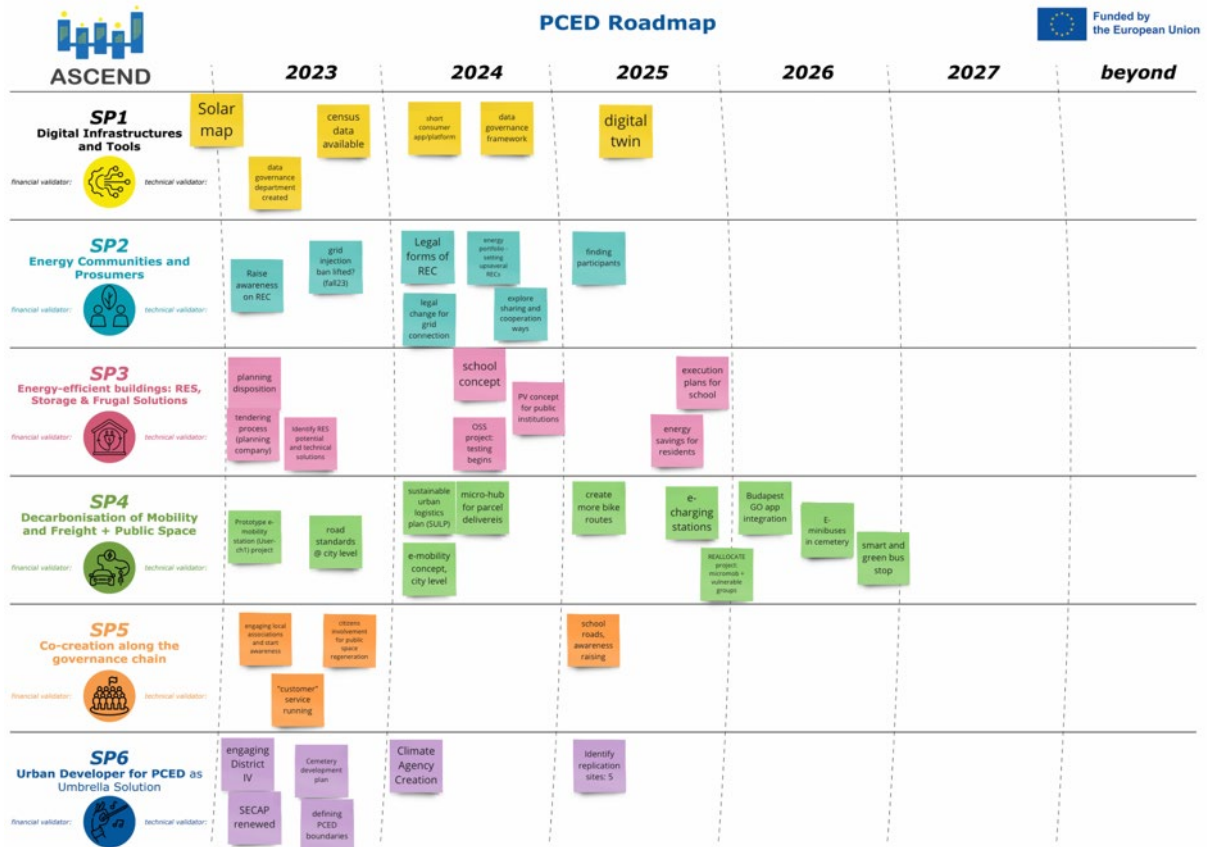 PCED Roadmap
ASCEND
Funded by
the European Union
2023
2024
2025
2026
2027
beyond
SP1
Digital Infrastructures
and Tools
financial validator:
technical validator:
Solar
map
data
governance
department
created
census
data
available
short
consumer
app/platform
data
governance
framework
digital
twin
SP2
Energy Communities and
Prosumers
financial validator:
technical validator:
Raise
awareness
on REC
grid
injection
ban lifted?
(fall23)
Legal
forms of
REC
energy
portfolio -
setting
upseveral
RECs
legal
change for
grid
connection
explore
sharing and
cooperation
ways
finding
participants
SP3
Energy-efficient buildings: RES,
Storage & Frugal Solutions
financial validator:
technical validator:
planning
disposition
tendering
process
(planning
company)
Identify RES
potential
and technical
solutions
school
concept
PV concept
for public
institutions
OSS
project:
testing
begins
execution
plans for
school
energy
savings for
residents
SP4
Decarbonisation of Mobility
and Freight + Public Space
financial validator:
technical validator:
Prototype e-
mobility
station (User-
ch1) project
road
standards
@ city level
sustainable
urban
logistics
plan (SULP)
micro-hub
for parcel
delivereis
e-mobility
concept,
city level
create
more bike
routes
e-
charging
stations
REALLOCATE
project:
micromob +
vulnerable
groups
Budapest
GO app
integration
E-
minibuses
in cemetery
smart and
green bus
stop
SP5
Co-creation along the
governance chain
financial validator:
technical validator:
engaging local
associations
and start
awareness
citizens
involvement
for public
space
regeneration
"customer"
service
running
school
roads,
awareness
raising
SP6
Urban Developer for PCED as
Umbrella Solution
financial validator:
technical validator:
engaging
District
IV
Cemetery
development
plan
SECAP
renewed
defining
PCED
boundaries
Climate
Agency
Creation
Identify
replication
sites: 5